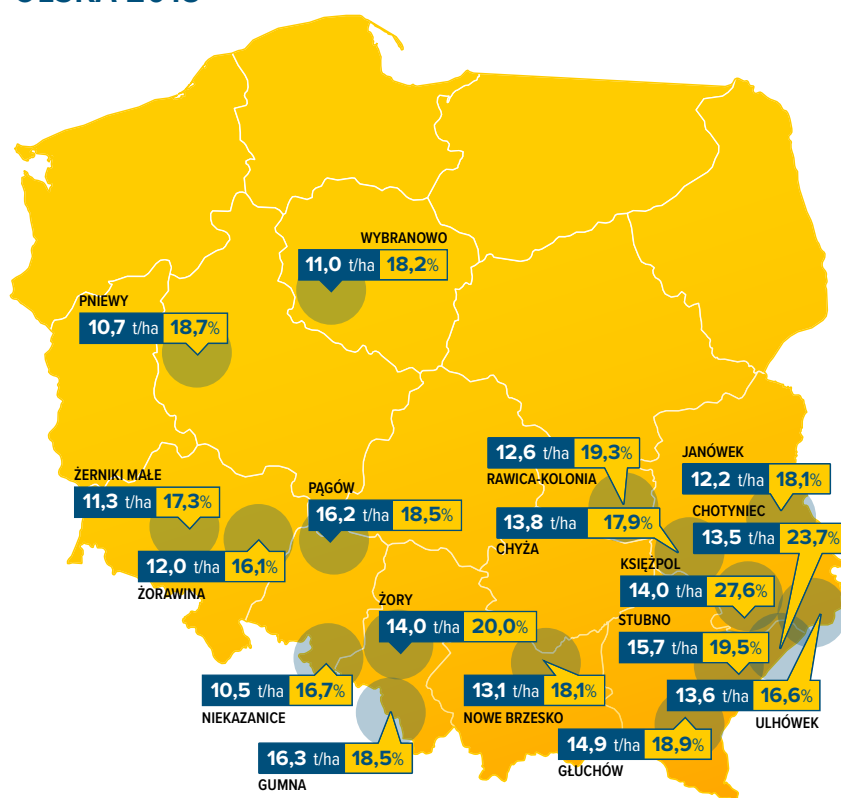 WYBRANOWO
11,0 t/ha 18,2%
PNIEWY
10,7 t/ha 18,7%
ŻERNIKI MAŁE
11,3 t/ha 17,3%
12,0 t/ha 16,1%
ŻORAWINA
PĄGÓW
16,2 t/ha 18,5%
12,6 t/ha 19,3%
RAWICA-KOLONIA
13,8 t/ha 17,9%
CHYŻA
JANÓWEK
12,2 t/ha 18,1%
CHOTYNIEC
13,5 t/ha 23,7%
KSIĘŻPOL
14,0 t/ha 27,6%
STUBNO
15,7 t/ha 19,5%
13,6 t/ha 16,6%
ULHÓWEK
ŻORY
14,0 t/ha 20,0%
10,5 t/ha 16,7%
NIEKAZANICE
13,1 t/ha 18,1%
NOWE BRZESKO
16,3 t/ha 18,5%
GUMNA
14,9 t/ha 18,9%
GŁUCHÓW